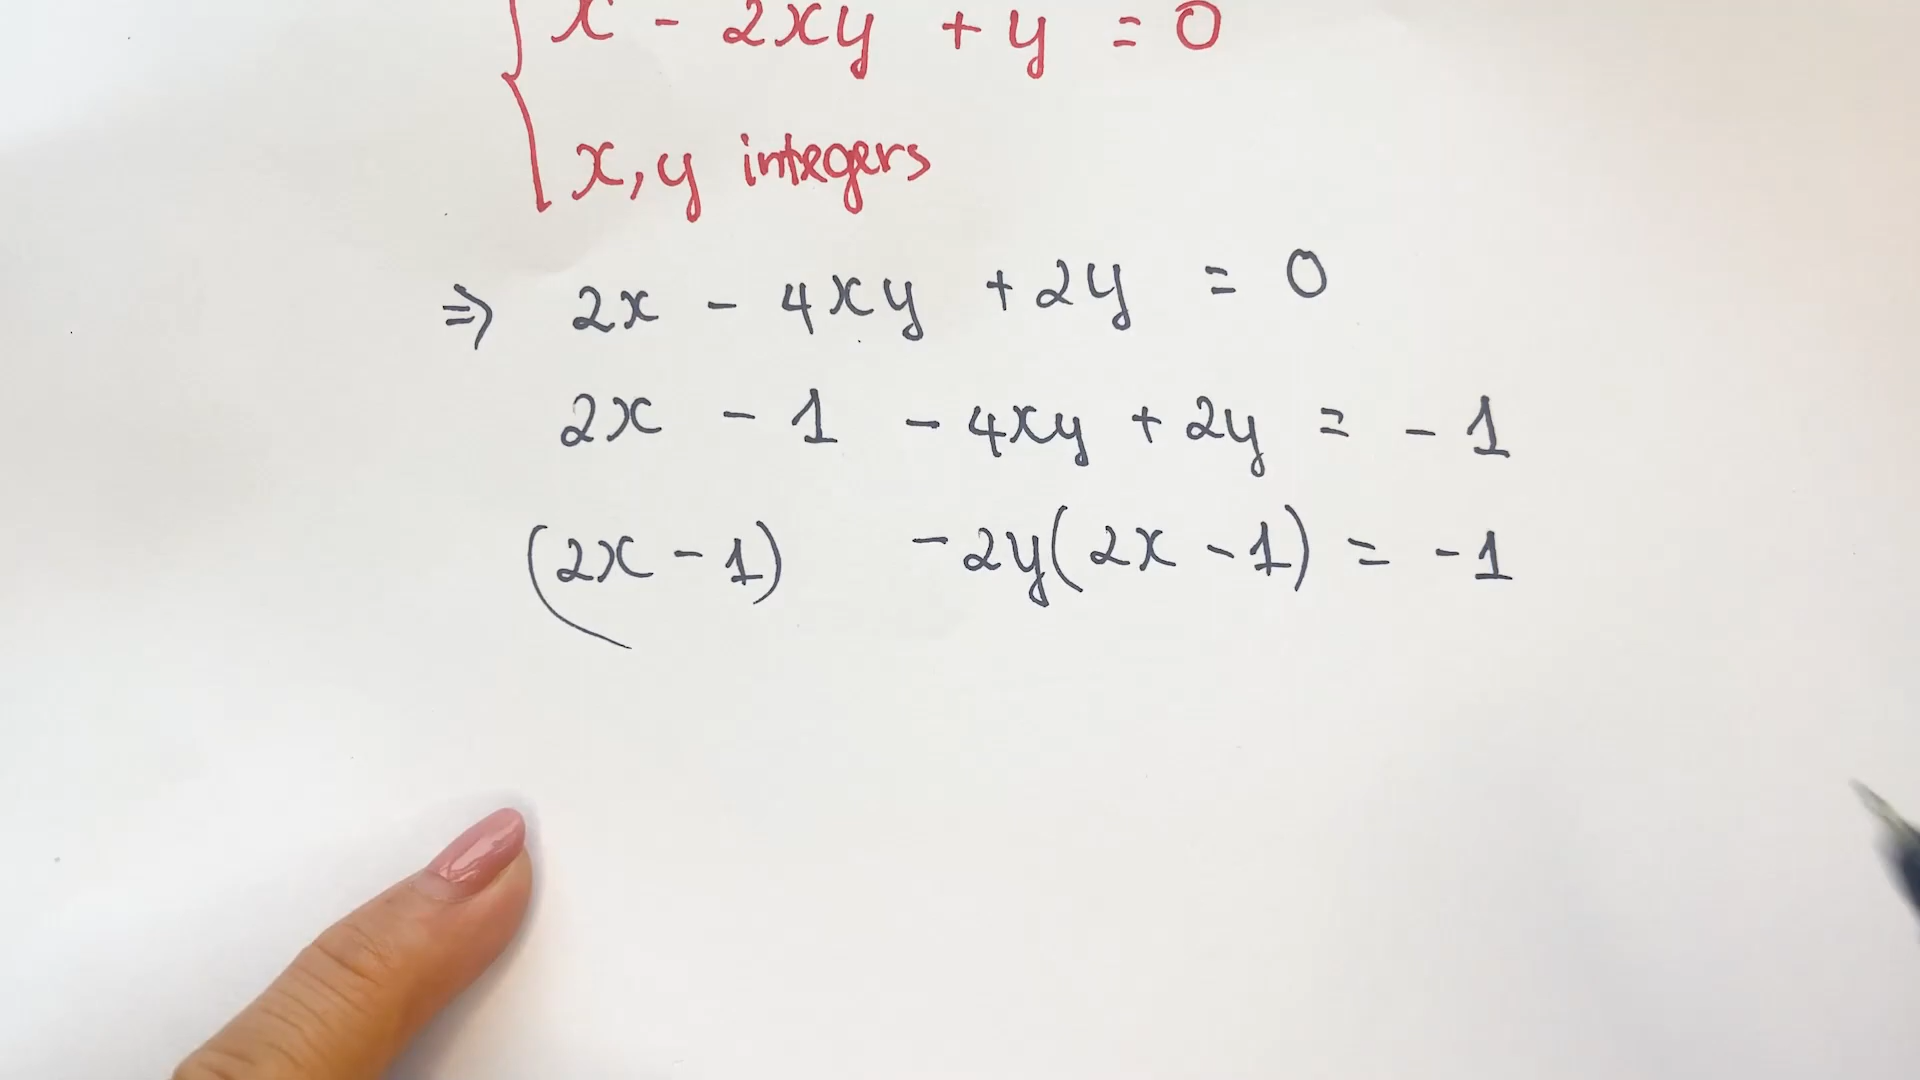 x - 2xy + y = 0
x, y integers
⇒ 2x - 4xy + 2y = 0
2x - 1 - 4xy + 2y = - 1
(2x - 1) - 2y(2x - 1) = - 1